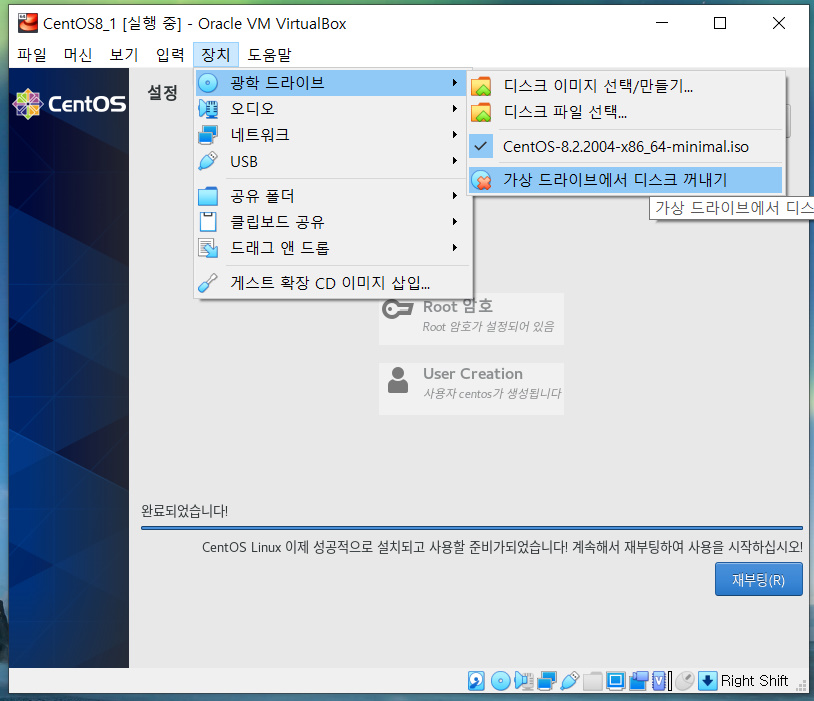 CentOS8_1 [실행 중] - Oracle VM VirtualBox
파일 머신 보기 입력 장치 도움말
CentOS
설정
광학 드라이브
오디오
네트워크
USB
공유 폴더
클립보드 공유
드래그 앤 드롭
게스트 확장 CD 이미지 삽입...
디스크 이미지 선택/만들기...
디스크 파일 선택...
CentOS-8.2.2004-x86_64-minimal.iso
가상 드라이브에서 디스크 꺼내기
가상 드라이브에서 디스
Root 암호
Root 암호가 설정되어 있음
User Creation
사용자 centos가 생성됩니다
완료되었습니다!
CentOS Linux 이제 성공적으로 설치되고 사용할 준비가되었습니다! 계속해서 재부팅하여 사용을 시작하십시오!
재부팅(R)
Right Shift